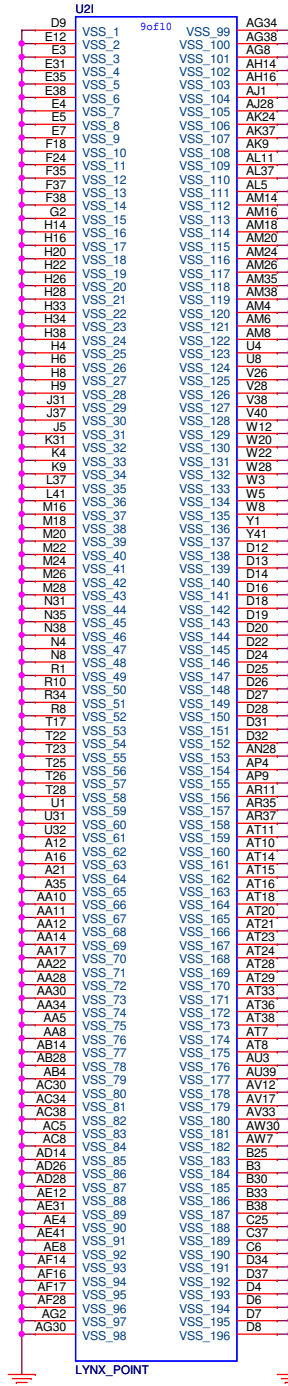 U2I
9of10
D9 VSS_1 VSS_99 AG34
E12 VSS_2 VSS_100 AG38
E3 VSS_3 VSS_101 AG8
E31 VSS_4 VSS_102 AH14
E35 VSS_5 VSS_103 AH16
E38 VSS_6 VSS_104 AJ1
E4 VSS_7 VSS_105 AJ28
E5 VSS_8 VSS_106 AK24
E7 VSS_9 VSS_107 AK37
F18 VSS_10 VSS_108 AK9
F24 VSS_11 VSS_109 AL11
F35 VSS_12 VSS_110 AL37
F37 VSS_13 VSS_111 AL5
F38 VSS_14 VSS_112 AM14
G2 VSS_15 VSS_113 AM16
H14 VSS_16 VSS_114 AM18
H16 VSS_17 VSS_115 AM20
H20 VSS_18 VSS_116 AM24
H22 VSS_19 VSS_117 AM26
H26 VSS_20 VSS_118 AM35
H28 VSS_21 VSS_119 AM38
H33 VSS_22 VSS_120 AM4
H34 VSS_23 VSS_121 AM6
H38 VSS_24 VSS_122 AM8
H4 VSS_25 VSS_123 U4
H6 VSS_26 VSS_124 U8
H8 VSS_27 VSS_125 V26
H9 VSS_28 VSS_126 V28
J31 VSS_29 VSS_127 V38
J37 VSS_30 VSS_128 V40
J5 VSS_31 VSS_129 W12
K31 VSS_32 VSS_130 W20
K4 VSS_33 VSS_131 W22
K9 VSS_34 VSS_132 W28
L37 VSS_35 VSS_133 W3
L41 VSS_36 VSS_134 W5
M16 VSS_37 VSS_135 W8
M18 VSS_38 VSS_136 Y1
M20 VSS_39 VSS_137 Y41
M22 VSS_40 VSS_138 D12
M24 VSS_41 VSS_139 D13
M26 VSS_42 VSS_140 D14
M28 VSS_43 VSS_141 D16
N31 VSS_44 VSS_142 D18
N35 VSS_45 VSS_143 D19
N38 VSS_46 VSS_144 D20
N4 VSS_47 VSS_145 D22
N8 VSS_48 VSS_146 D24
R1 VSS_49 VSS_147 D25
R10 VSS_50 VSS_148 D26
R34 VSS_51 VSS_149 D27
R8 VSS_52 VSS_150 D28
T17 VSS_53 VSS_151 D31
T22 VSS_54 VSS_152 D32
T23 VSS_55 VSS_153 AN28
T25 VSS_56 VSS_154 AP4
T26 VSS_57 VSS_155 AP9
T28 VSS_58 VSS_156 AR11
U1 VSS_59 VSS_157 AR35
U31 VSS_60 VSS_158 AR37
U32 VSS_61 VSS_159 AT11
A12 VSS_62 VSS_160 AT10
A16 VSS_63 VSS_161 AT14
A21 VSS_64 VSS_162 AT15
A35 VSS_65 VSS_163 AT16
AA10 VSS_66 VSS_164 AT18
AA11 VSS_67 VSS_165 AT20
AA12 VSS_68 VSS_166 AT21
AA14 VSS_69 VSS_167 AT23
AA17 VSS_70 VSS_168 AT24
AA22 VSS_71 VSS_169 AT28
AA28 VSS_72 VSS_170 AT29
AA30 VSS_73 VSS_171 AT33
AA34 VSS_74 VSS_172 AT36
AA5 VSS_75 VSS_173 AT38
AA8 VSS_76 VSS_174 AT7
AB14 VSS_77 VSS_175 AT8
AB28 VSS_78 VSS_176 AU3
AB4 VSS_79 VSS_177 AU39
AC30 VSS_80 VSS_178 AV12
AC34 VSS_81 VSS_179 AV17
AC38 VSS_82 VSS_180 AV33
AC5 VSS_83 VSS_181 AW30
AC8 VSS_84 VSS_182 AW7
AD14 VSS_85 VSS_183 B25
AD26 VSS_86 VSS_184 B3
AD28 VSS_87 VSS_185 B30
AE12 VSS_88 VSS_186 B33
AE31 VSS_89 VSS_187 B38
AE4 VSS_90 VSS_188 C25
AE41 VSS_91 VSS_189 C37
AE8 VSS_92 VSS_190 C6
AF14 VSS_93 VSS_191 D34
AF16 VSS_94 VSS_192 D37
AF17 VSS_95 VSS_193 D4
AF28 VSS_96 VSS_194 D6
AG2 VSS_97 VSS_195 D7
AG30 VSS_98 VSS_196 D8
LYNX_POINT